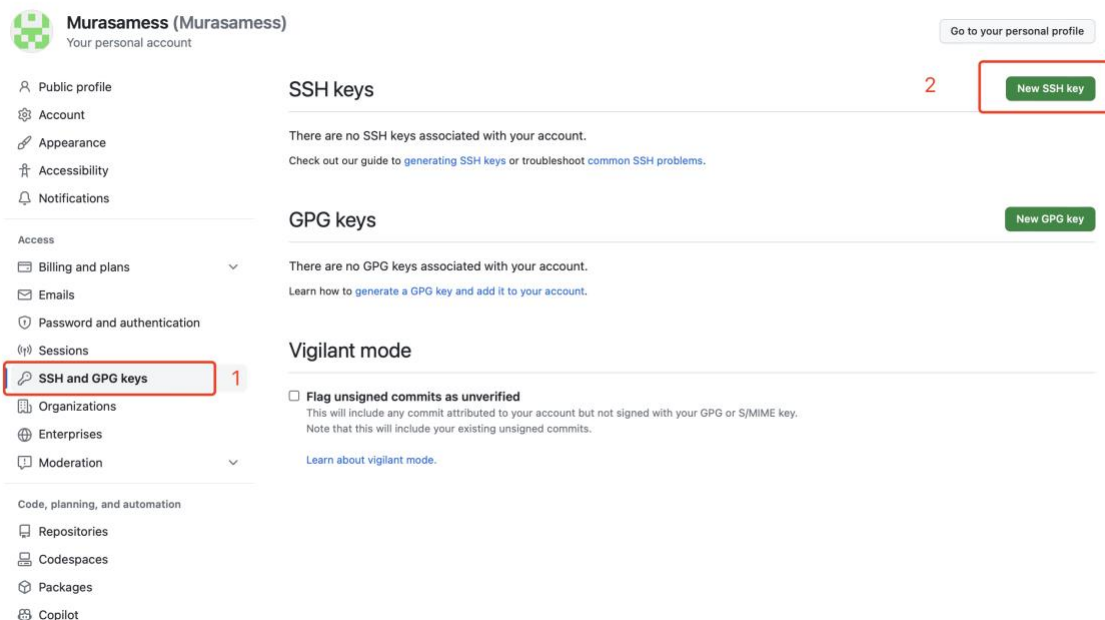 Murasamess (Murasamess)
Your personal account
Go to your personal profile
Public profile
Account
Appearance
Accessibility
Notifications
Access
Billing and plans
Emails
Password and authentication
Sessions
SSH and GPG keys
1
Organizations
Enterprises
Moderation
Code, planning, and automation
Repositories
Codespaces
Packages
Copilot
SSH keys
2
New SSH key
There are no SSH keys associated with your account.
Check out our guide to generating SSH keys or troubleshoot common SSH problems.
GPG keys
New GPG key
There are no GPG keys associated with your account.
Learn how to generate a GPG key and add it to your account.
Vigilant mode
Flag unsigned commits as unverified
This will include any commit attributed to your account but not signed with your GPG or S/MIME key.
Note that this will include your existing unsigned commits.
Learn about vigilant mode.